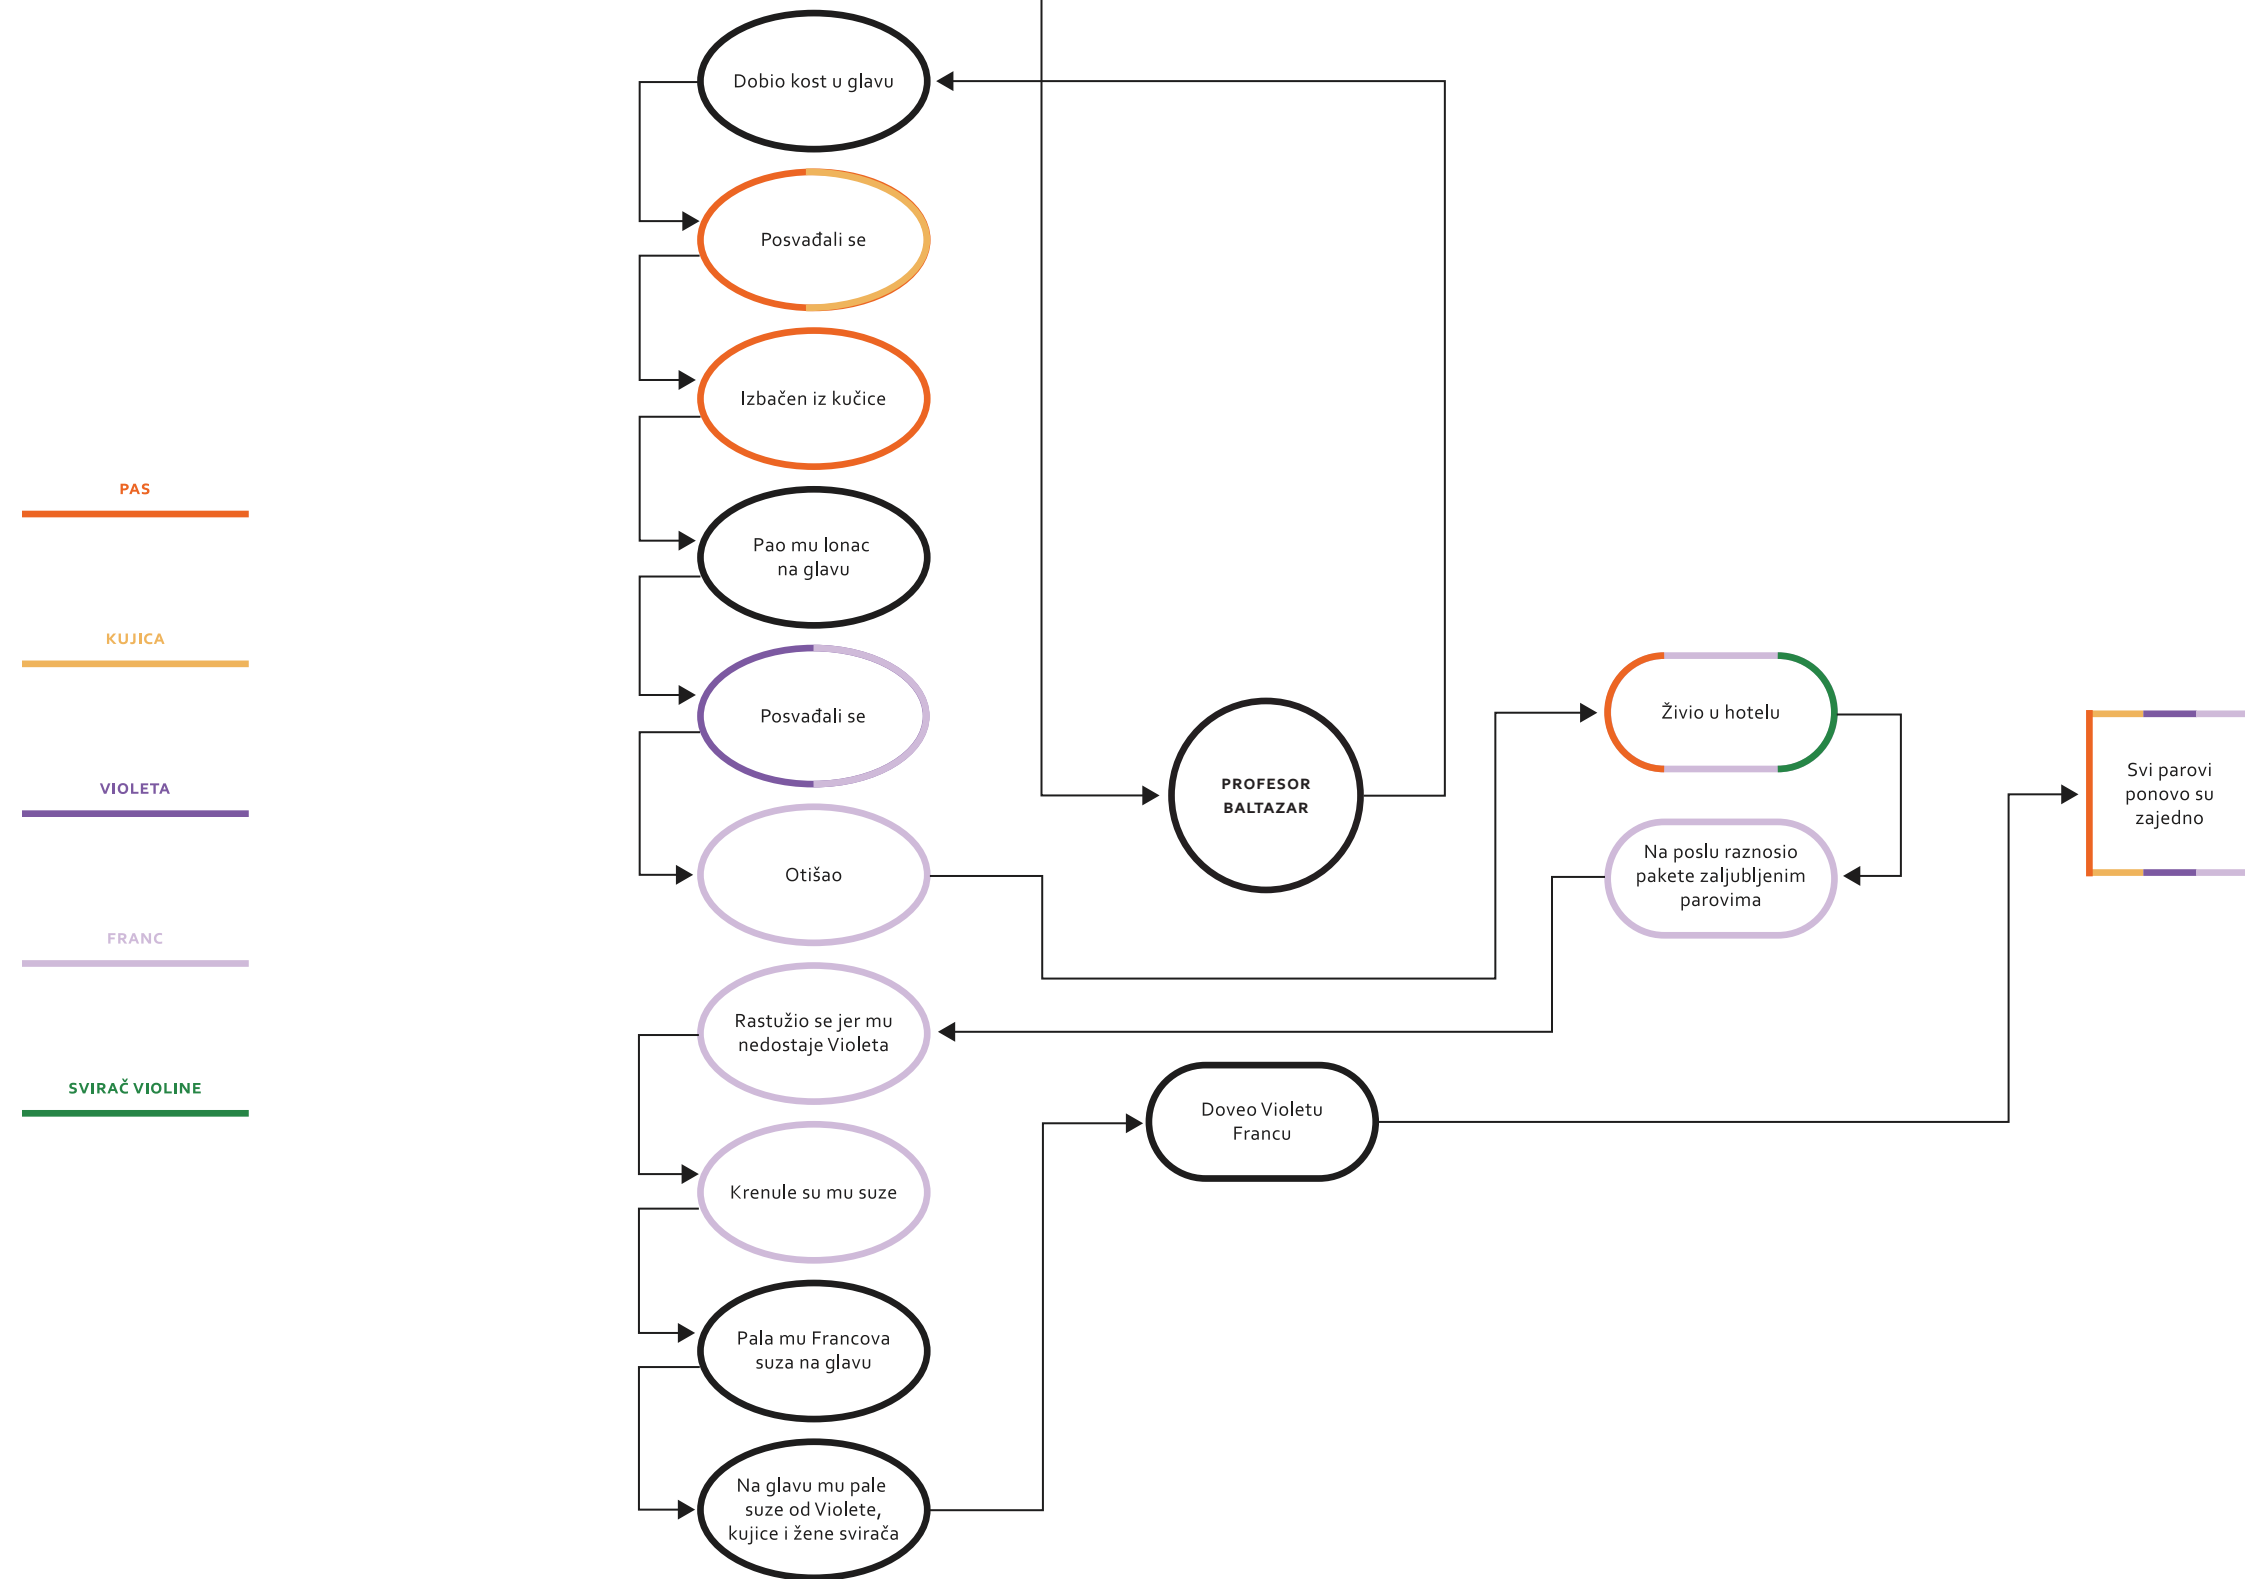 Dobio kost u glavu
Posvađali se
Izbačen iz kučice
Pao mu lonac
na glavu
Posvađali se
Otišao
Rastužio se jer mu
nedostaje Violeta
Krenule su mu suze
Pala mu Francova
suza na glavu
Na glavu mu pale
suze od Violete,
kujice i žene svirača
PAS
KUJICA
VIOLETA
FRANC
SVIRAČ VIOLINE
PROFESOR
BALTAZAR
Doveo Violetu
Francu
Živio u hotelu
Na poslu raznosio
pakete zaljubljenim
parovima
Svi parovi
ponovo su
zajedno